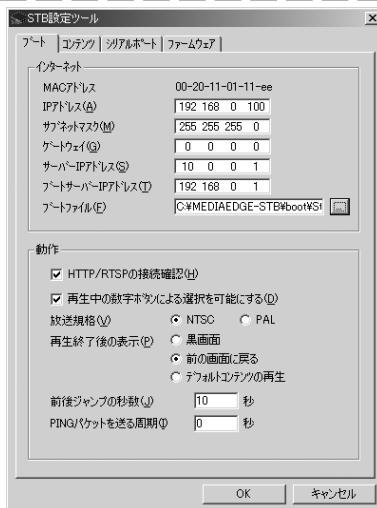 STB設定ツール
ブート コンテンツ シリアルポート ファームウェア
インターネット
MACアドレス 00-20-11-01-11-ee
IPアドレス(A) 192 168 0 100
サブネットマスク(M) 255 255 255 0
ゲートウェイ(G) 0 0 0 0
サーバーIPアドレス(S) 10 0 0 1
ブートサーバーIPアドレス(T) 192 168 0 1
ブートファイル(F) C:¥MEDIAEDGE-STB¥boot¥St ...
動作
HTTP/RTSPの接続確認(H)
再生中の数字ボタンによる選択を可能にする(D)
放送規格(V) NTSC PAL
再生終了後の表示(P) 黒画面
前の画面に戻る
デフォルトコンテンツの再生
前後ジャンプの秒数(J) 10 秒
PINGパケットを送る周期(I) 0 秒
OK キャンセル